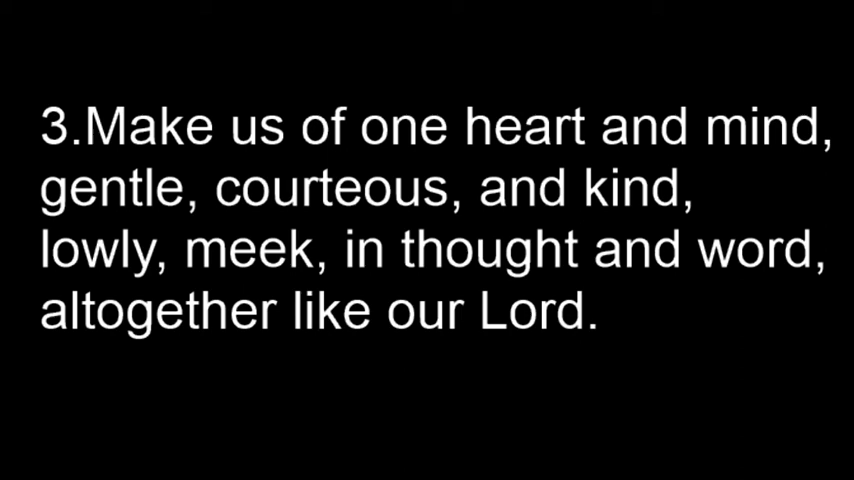 3.Make us of one heart and mind,
gentle, courteous, and kind,
lowly, meek, in thought and word,
altogether like our Lord.